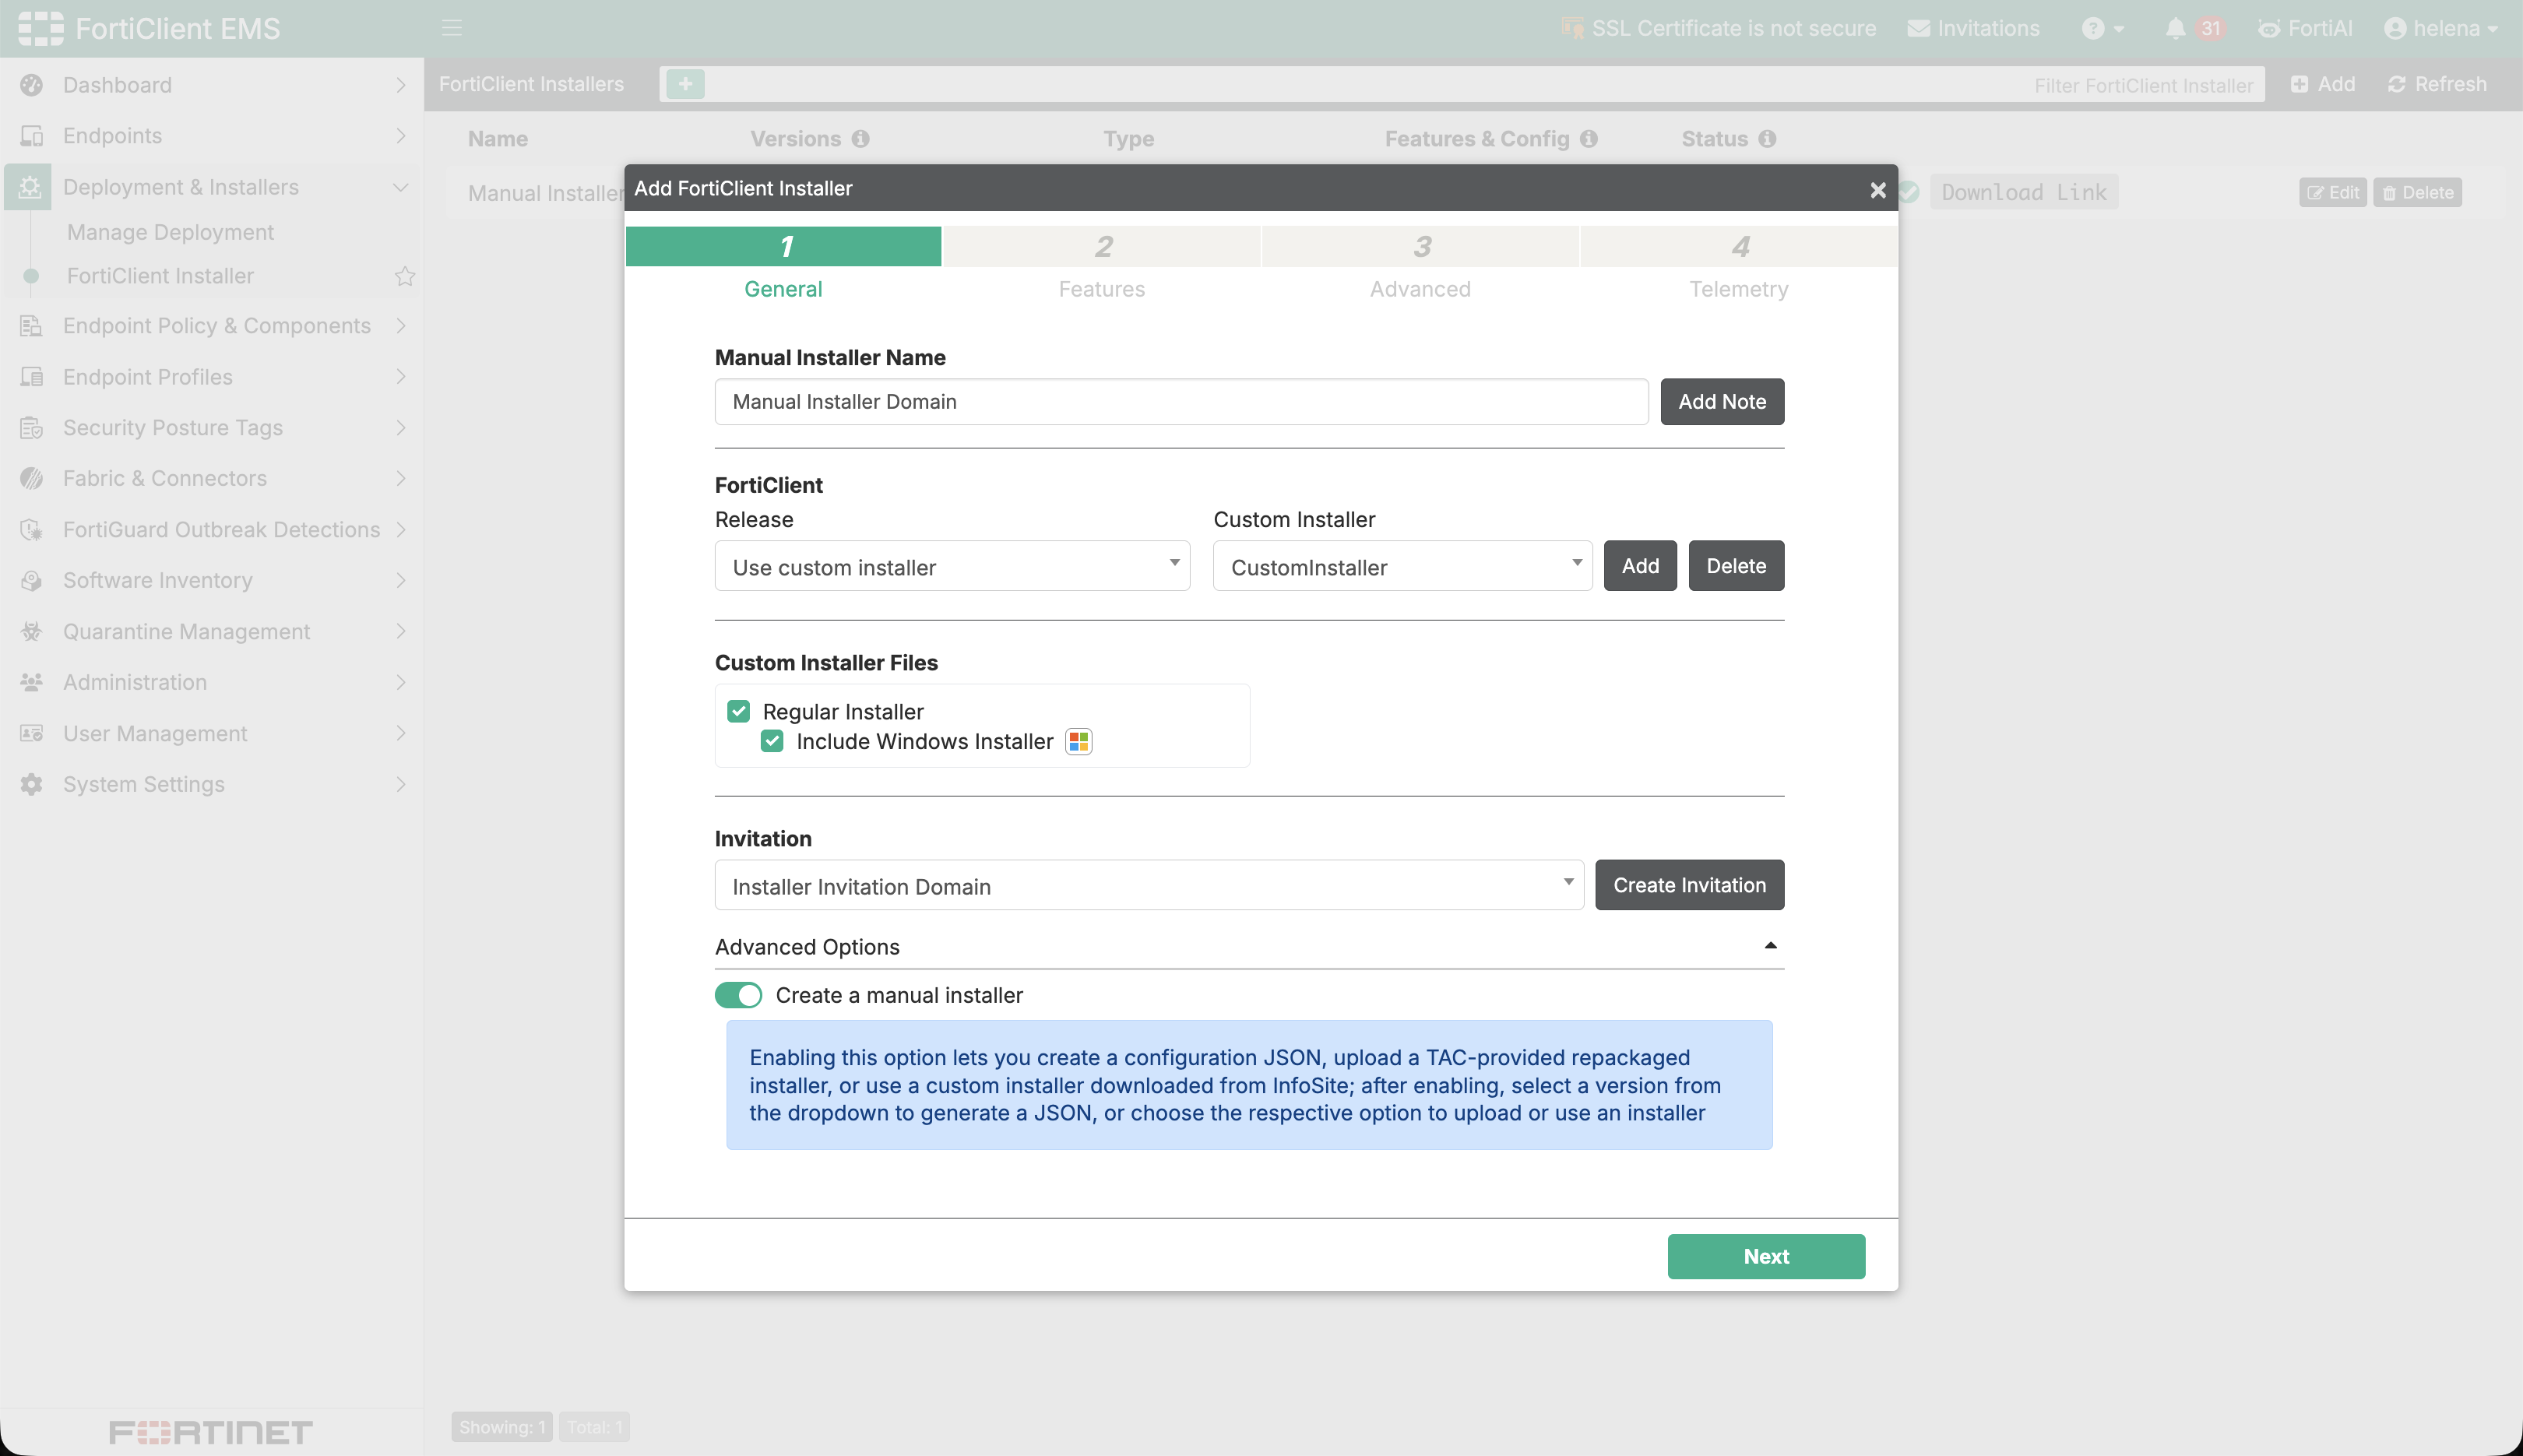 FortiClient EMS
SSL Certificate is not secure
Invitations
31
FortiAI
helena
Dashboard
Endpoints
Deployment & Installers
Manage Deployment
FortiClient Installer
Endpoint Policy & Components
Endpoint Profiles
Security Posture Tags
Fabric & Connectors
FortiGuard Outbreak Detections
Software Inventory
Quarantine Management
Administration
User Management
System Settings
FORTINET
FortiClient Installers
Filter FortiClient Installer
Add
Refresh
Name Versions Type Features & Config Status
Manual Installer
Download Link
Edit
Delete
Add FortiClient Installer
1 2 3 4
General Features Advanced Telemetry
Manual Installer Name
Manual Installer Domain
Add Note
FortiClient
Release Custom Installer
Use custom installer CustomInstaller Add Delete
Custom Installer Files
Regular Installer
Include Windows Installer
Invitation
Installer Invitation Domain
Create Invitation
Advanced Options
Create a manual installer
Enabling this option lets you create a configuration JSON, upload a TAC-provided repackaged
installer, or use a custom installer downloaded from InfoSite; after enabling, select a version from
the dropdown to generate a JSON, or choose the respective option to upload or use an installer
Next
Showing: 1 Total: 1